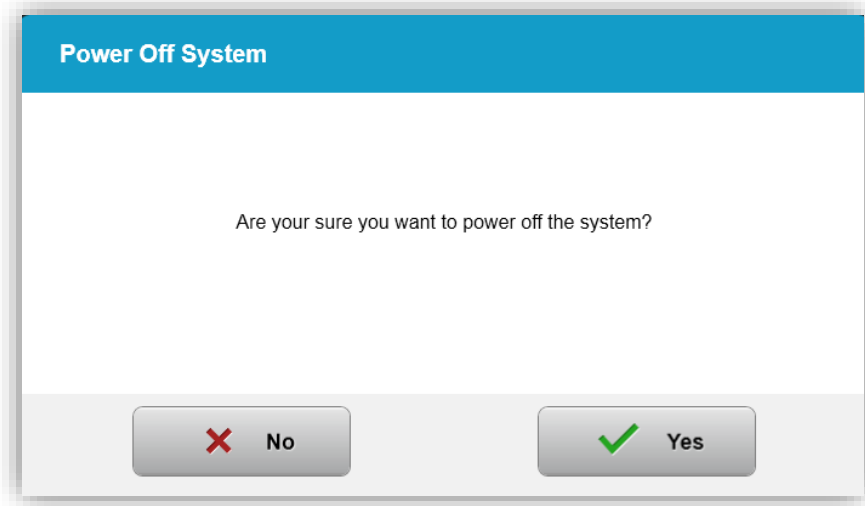 Power Off System
Are your sure you want to power off the system?
No
Yes